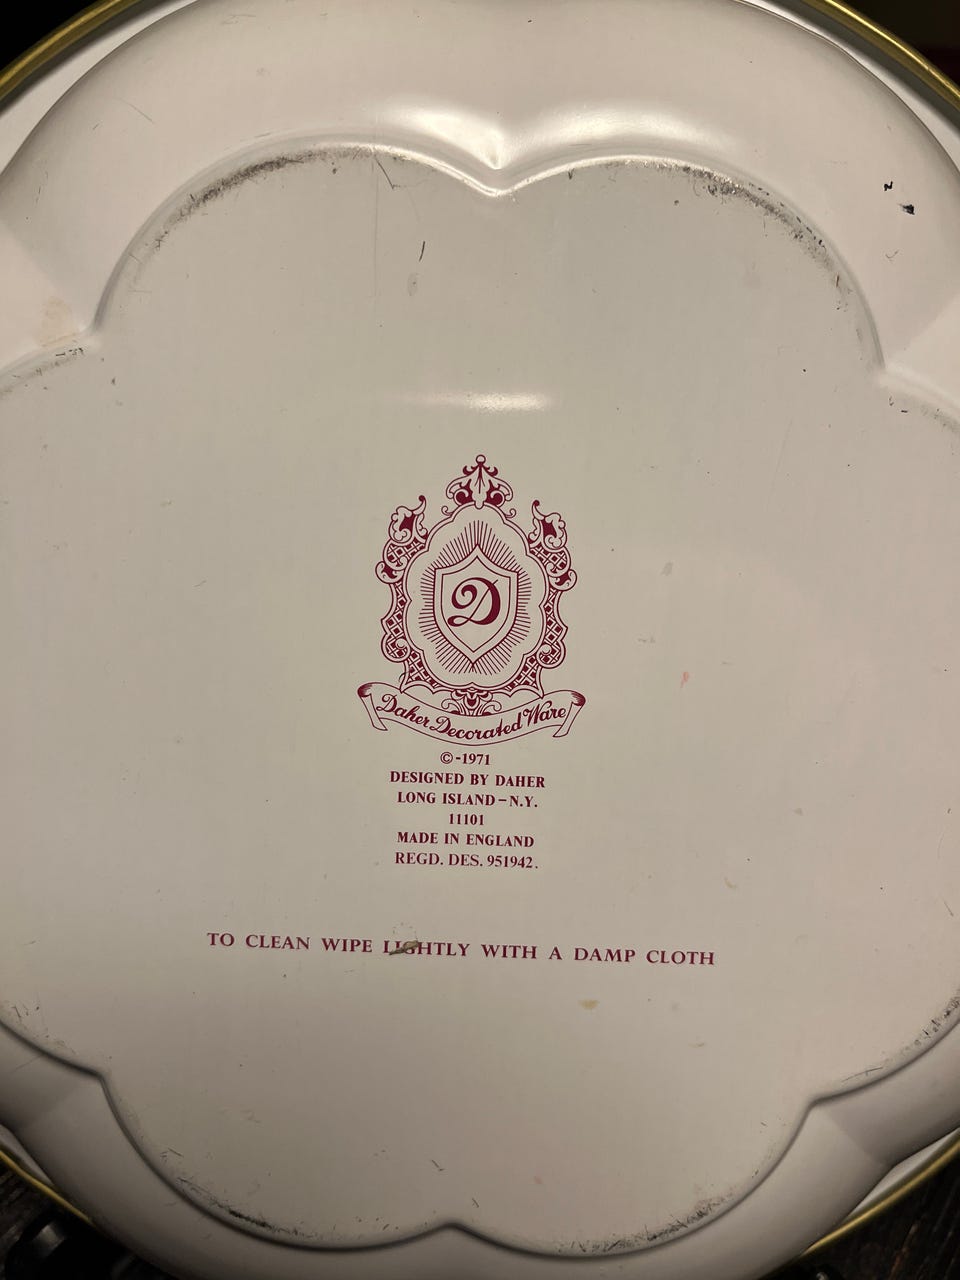 D
Daher Decorated Ware
©-1971
DESIGNED BY DAHER
LONG ISLAND-N.Y.
11101
MADE IN ENGLAND
REGD. DES. 951942.
TO CLEAN WIPE LIGHTLY WITH A DAMP CLOTH